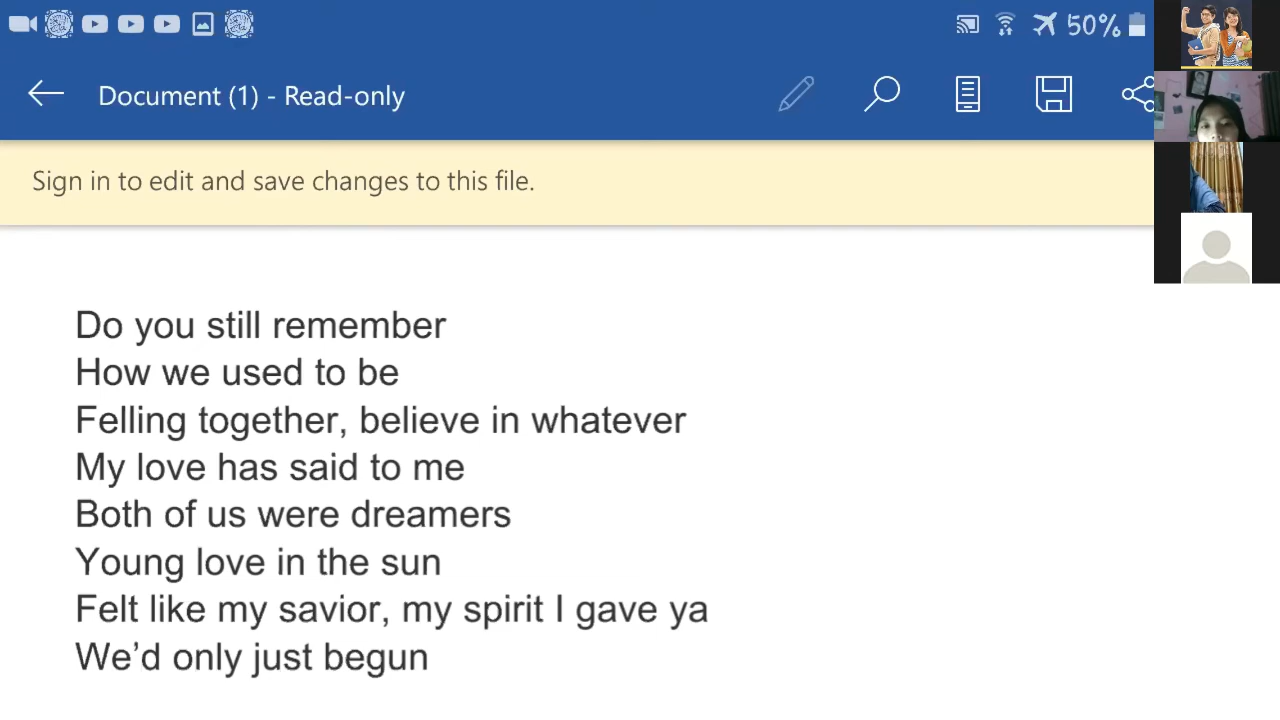 50%
Document (1) - Read-only
Sign in to edit and save changes to this file.
Do you still remember
How we used to be
Felling together, believe in whatever
My love has said to me
Both of us were dreamers
Young love in the sun
Felt like my savior, my spirit I gave ya
We’d only just begun